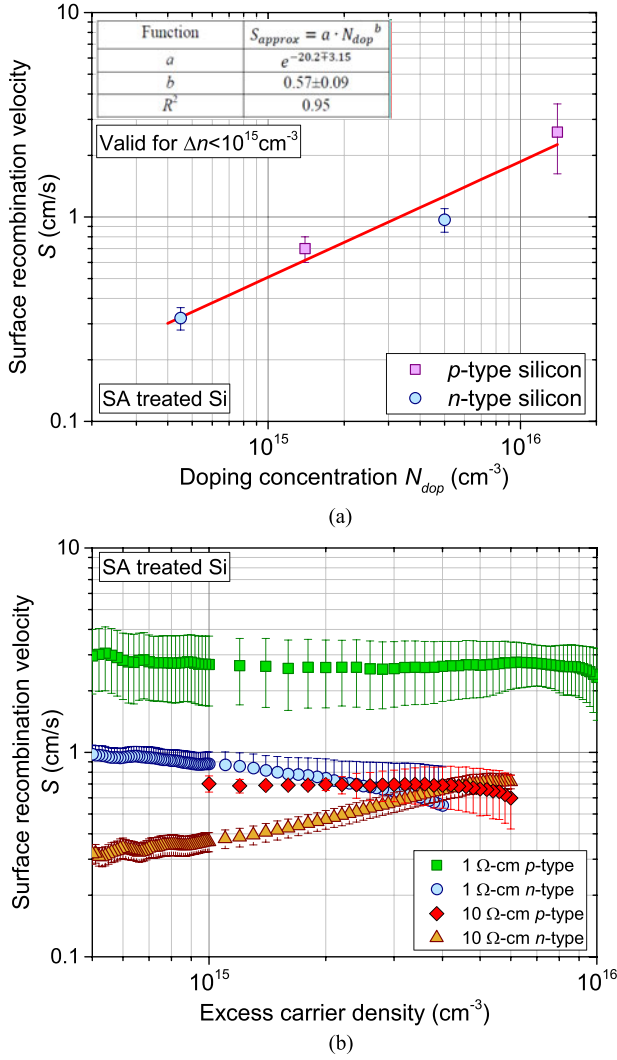 Function S_approx = a · N_dop^b
a e^−20.2∓3.15
b 0.57±0.09
R² 0.95
Valid for Δn<10¹⁵cm⁻³
10
1
0.1
Surface recombination velocity
S (cm/s)
p-type silicon
n-type silicon
SA treated Si
10¹⁵ 10¹⁶
Doping concentration N_dop (cm⁻³)
(a)
SA treated Si
10
1
0.1
Surface recombination velocity
S (cm/s)
1 Ω-cm p-type
1 Ω-cm n-type
10 Ω-cm p-type
10 Ω-cm n-type
10¹⁵ 10¹⁶
Excess carrier density (cm⁻³)
(b)